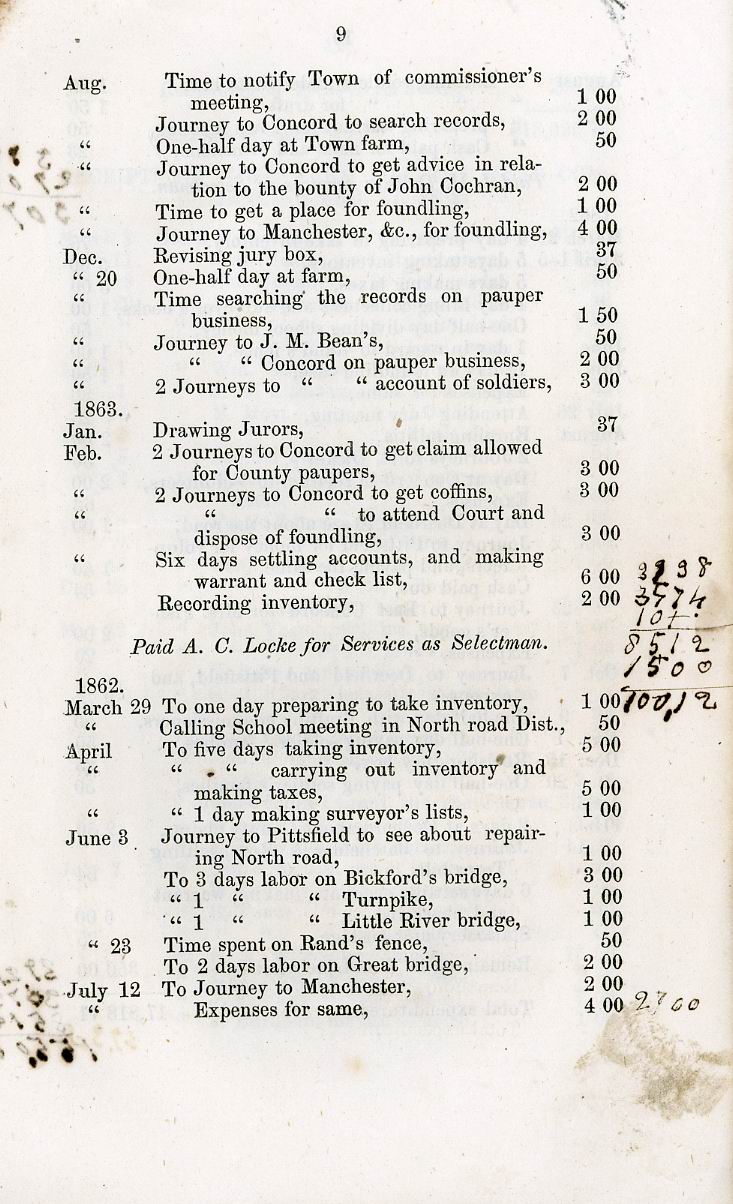 9
Aug. Time to notify Town of commissioner's
meeting, 1 00
Journey to Concord to search records, 2 00
“ One-half day at Town farm, 50
“ Journey to Concord to get advice in rela-
tion to the bounty of John Cochran, 2 00
“ Time to get a place for foundling, 1 00
“ Journey to Manchester, &c., for foundling, 4 00
Dec. Revising jury box, 37
“ 20 One-half day at farm, 50
“ Time searching the records on pauper
business, 1 50
“ Journey to J. M. Bean's, 50
“ “ “ Concord on pauper business, 2 00
“ 2 Journeys to “ “ account of soldiers, 3 00
1863.
Jan. Drawing Jurors, 37
Feb. 2 Journeys to Concord to get claim allowed
for County paupers, 3 00
“ 2 Journeys to Concord to get coffins, 3 00
“ “ “ to attend Court and
dispose of foundling, 3 00
“ Six days settling accounts, and making
warrant and check list, 6 00
Recording inventory, 2 00
3238
3574
8512
1500
100,12
Paid A. C. Locke for Services as Selectman.
1862.
March 29 To one day preparing to take inventory, 1 00
“ Calling School meeting in North road Dist., 50
April To five days taking inventory, 5 00
“ “ “ carrying out inventory and
making taxes, 5 00
“ “ 1 day making surveyor's lists, 1 00
June 3 Journey to Pittsfield to see about repair-
ing North road, 1 00
To 3 days labor on Bickford's bridge, 3 00
“ 1 “ “ Turnpike, 1 00
“ 1 “ “ Little River bridge, 1 00
“ 23 Time spent on Rand's fence, 50
To 2 days labor on Great bridge, 2 00
July 12 To Journey to Manchester, 2 00
“ Expenses for same, 4 00 2700